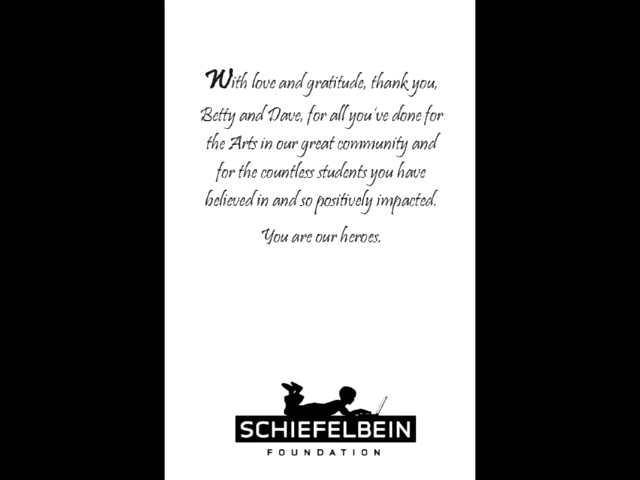 With love and gratitude, thank you,
Betty and Dave, for all you've done for
the Arts in our great community and
for the countless students you have
believed in and so positively impacted.
You are our heroes.
SCHIEFELBEIN
FOUNDATION